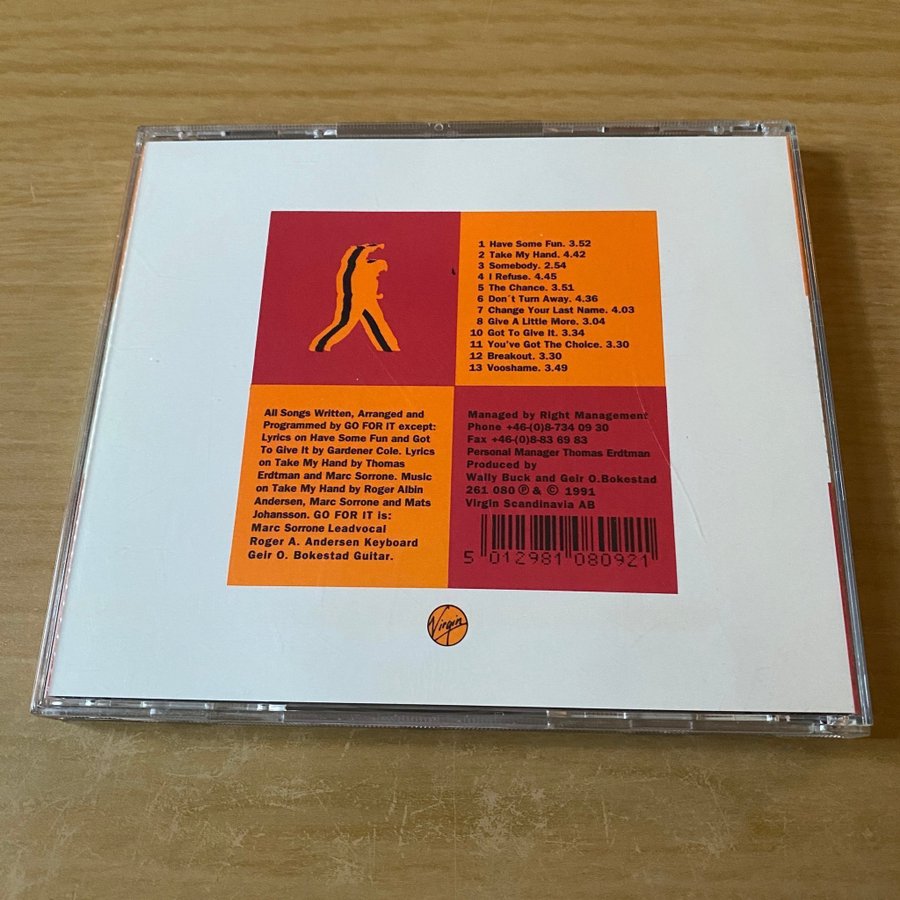 1 Have Some Fun. 3.52
2 Take My Hand. 4.42
3 Somebody. 2.54
4 I Refuse. 4.45
5 The Chance. 3.51
6 Don´t Turn Away. 4.36
7 Change Your Last Name. 4.03
8 Give A Little More. 3.04
10 Got To Give It. 3.34
11 You've Got The Choice. 3.30
12 Breakout. 3.30
13 Vooshame. 3.49
All Songs Written, Arranged and
Programmed by GO FOR IT except:
Lyrics on Have Some Fun and Got
To Give It by Gardener Cole. Lyrics
on Take My Hand by Thomas
Erdtman and Marc Sorrone. Music
on Take My Hand by Roger Albin
Andersen, Marc Sorrone and Mats
Johansson. GO FOR IT is:
Marc Sorrone Leadvocal
Roger A. Andersen Keyboard
Geir O. Bokestad Guitar.
Managed by Right Management
Phone +46-(0)8-734 09 30
Fax +46-(0)8-83 69 83
Personal Manager Thomas Erdtman
Produced by
Wally Buck and Geir O.Bokestad
261 080 ℗ & © 1991
Virgin Scandinavia AB
5 012981 080921
Virgin